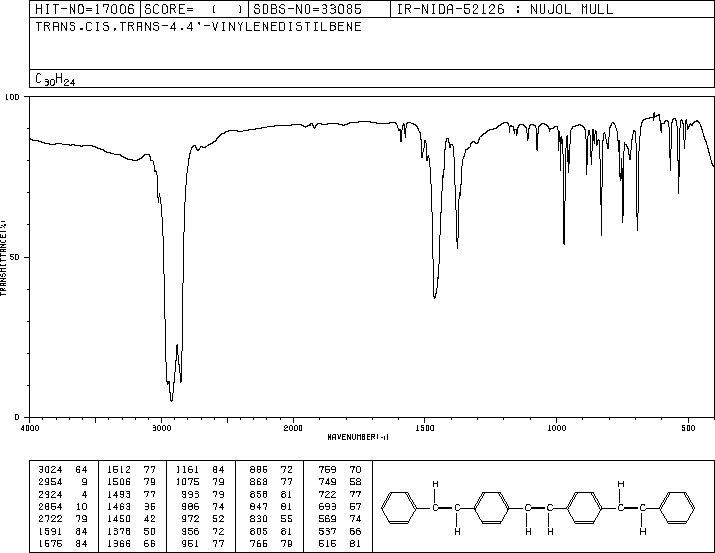 HIT-NO=17006 SCORE= ( ) SDBS-NO=33085 IR-NIDA-52126 : NUJOL MULL
TRANS,CIS,TRANS-4,4'-VINYLENEDISTILBENE
C30H24
100
50
0
TRANSMITTANCE(%)
4000 3000 2000 1500 1000 500
WAVENUMBER(-1)
3024 64 1512 77 1161 84 886 72 759 70
2954 9 1506 79 1075 79 868 77 749 58
2924 4 1493 77 993 79 858 81 722 77
2854 10 1463 36 986 74 847 81 693 57
2722 79 1450 42 972 52 830 55 569 74
1591 84 1378 50 956 72 805 81 537 66
1575 84 1366 66 951 77 766 79 515 81
H H
C C C C C C
H H H H